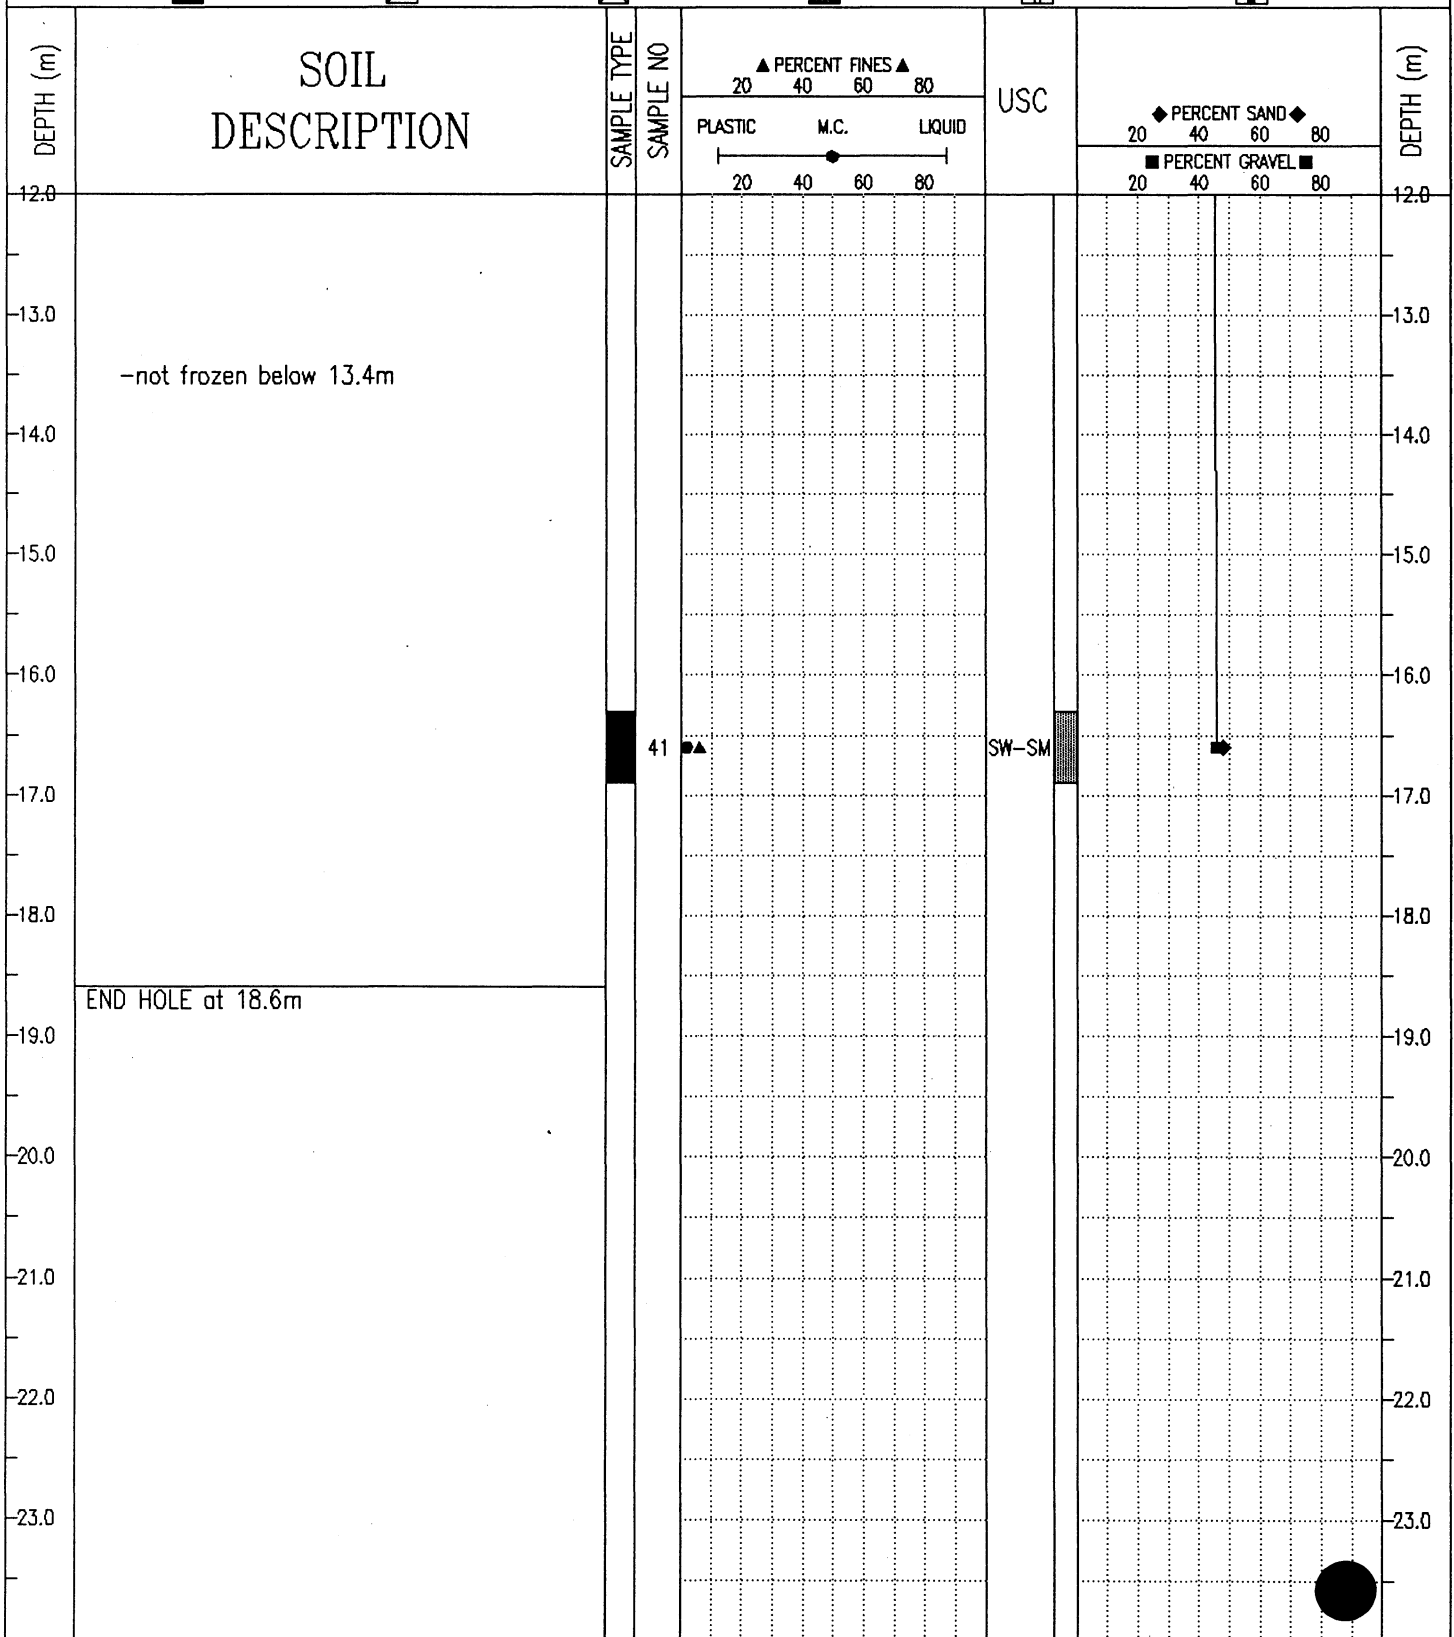 DEPTH (m)
SOIL
DESCRIPTION
SAMPLE TYPE
SAMPLE NO
▲ PERCENT FINES ▲
20 40 60 80
PLASTIC M.C. LIQUID
20 40 60 80
USC
◆ PERCENT SAND ◆
20 40 60 80
■ PERCENT GRAVEL ■
20 40 60 80
DEPTH (m)
12.0 12.0
13.0 13.0
-not frozen below 13.4m
14.0 14.0
15.0 15.0
16.0 16.0
41 SW-SM
17.0 17.0
18.0 18.0
END HOLE at 18.6m
19.0 19.0
20.0 20.0
21.0 21.0
22.0 22.0
23.0 23.0